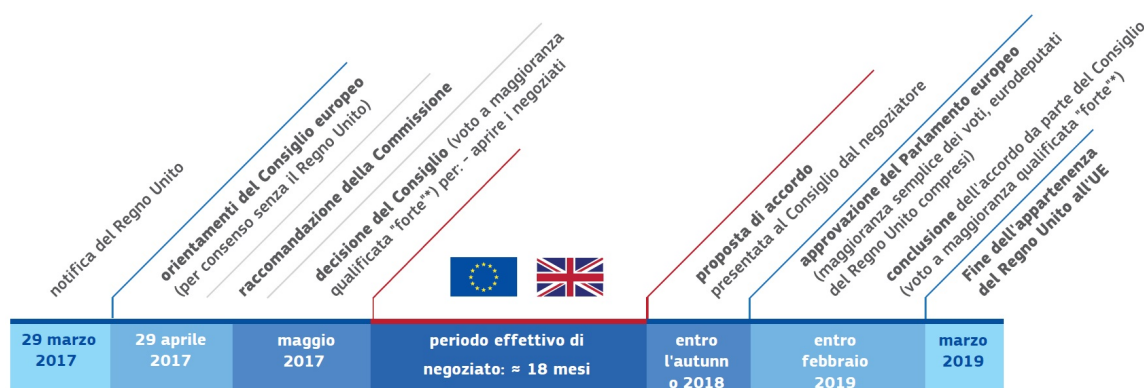 notifica del Regno Unito
orientamenti del Consiglio europeo
(per consenso senza il Regno Unito)
raccomandazione della Commissione
decisione del Consiglio (voto a maggioranza
qualificata "forte"*) per: – aprire i negoziati
proposta di accordo
presentata al Consiglio dal negoziatore
approvazione del Parlamento europeo
(maggioranza semplice dei voti, eurodeputati
del Regno Unito compresi)
conclusione dell'accordo da parte del Consiglio
(voto a maggioranza qualificata "forte"*)
Fine dell'appartenenza
del Regno Unito all'UE
29 marzo
2017
29 aprile
2017
maggio
2017
periodo effettivo di
negoziato: ≈ 18 mesi
entro
l'autunn
o 2018
entro
febbraio
2019
marzo
2019